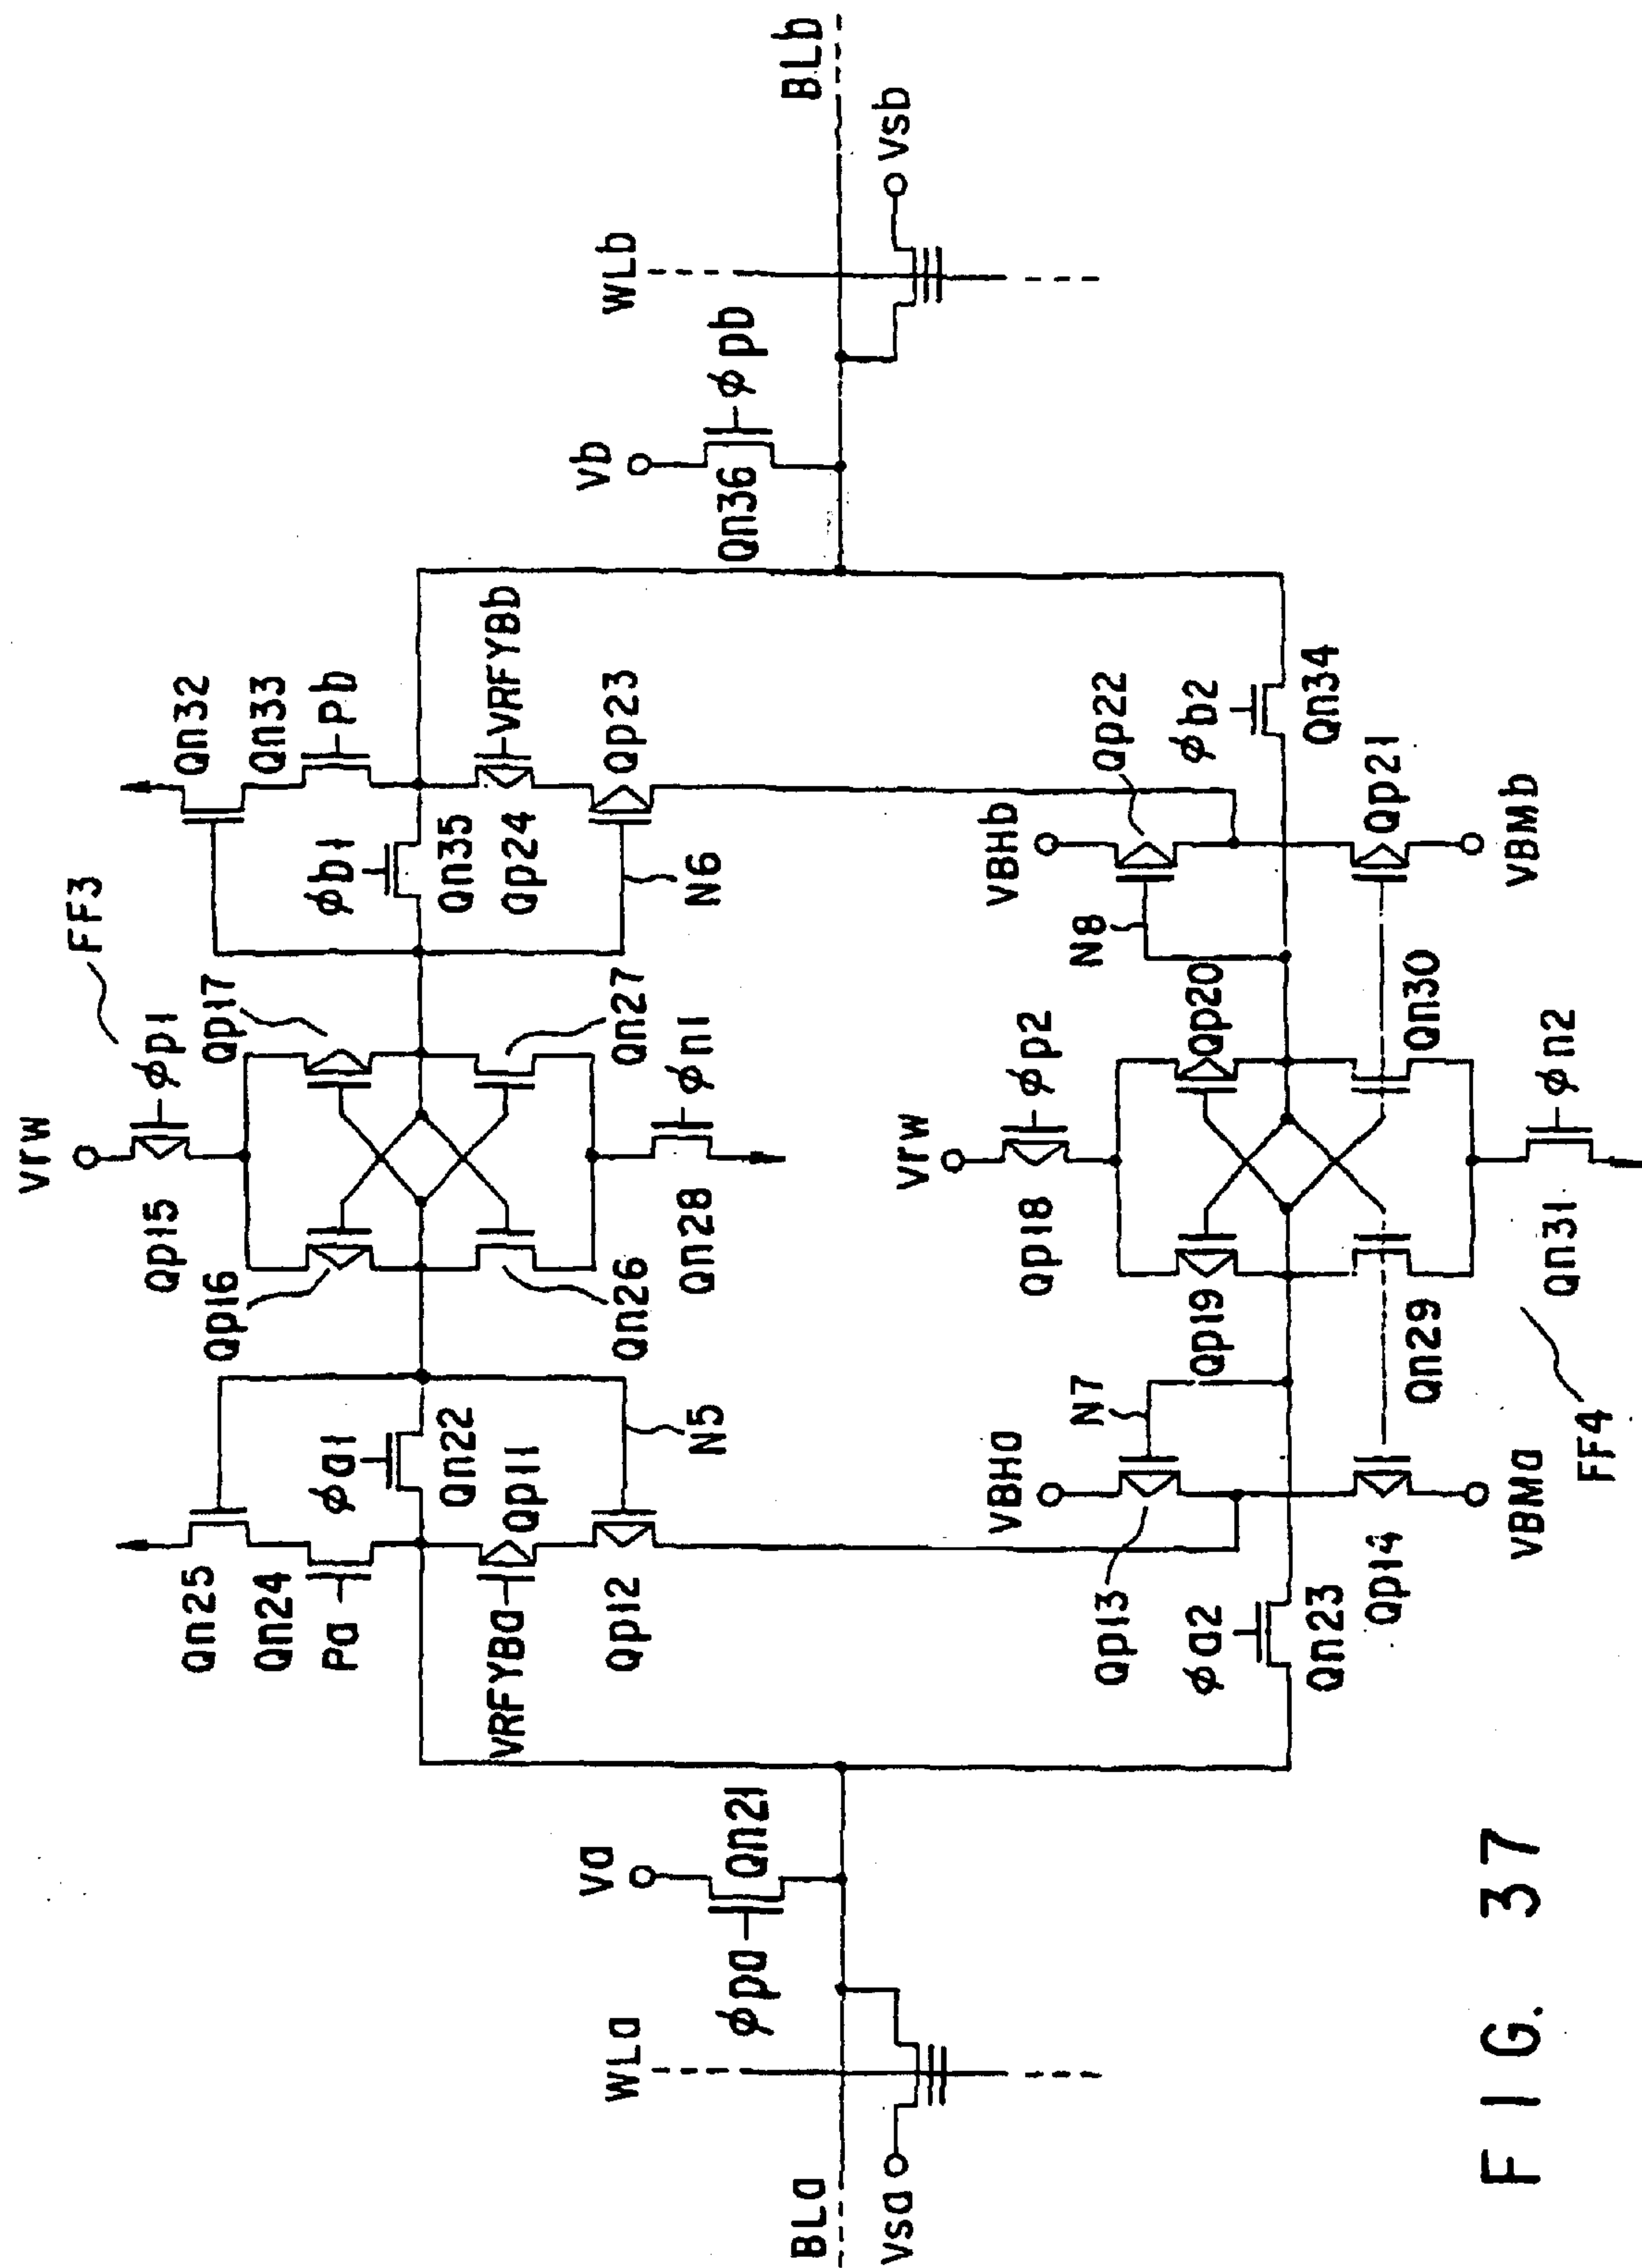 FF3
Vrw
Qp15
φp1
Qp16
Qp17
Qn26
Qn27
Qn28
φn1
Qn25
Qn24
Pa
φa1
Qn22
VRFYBa
Qp11
Qp12
N5
Qn32
Qn33
Pb
φb1
Qn35
VRFYBb
Qp24
Qp23
N6
WLa
Va
φpa
Qn21
BLa
Vsa
Vb
φpb
Qn36
WLb
BLb
Vsb
VBHa
N7
Qp13
φa2
Qn23
Qp14
VBMa
Vrw
Qp18
φp2
Qp19
Qp20
Qn29
Qn30
Qn31
φn2
FF4
VBHb
N8
Qp22
φb2
Qn34
Qp21
VBMb
FIG. 37